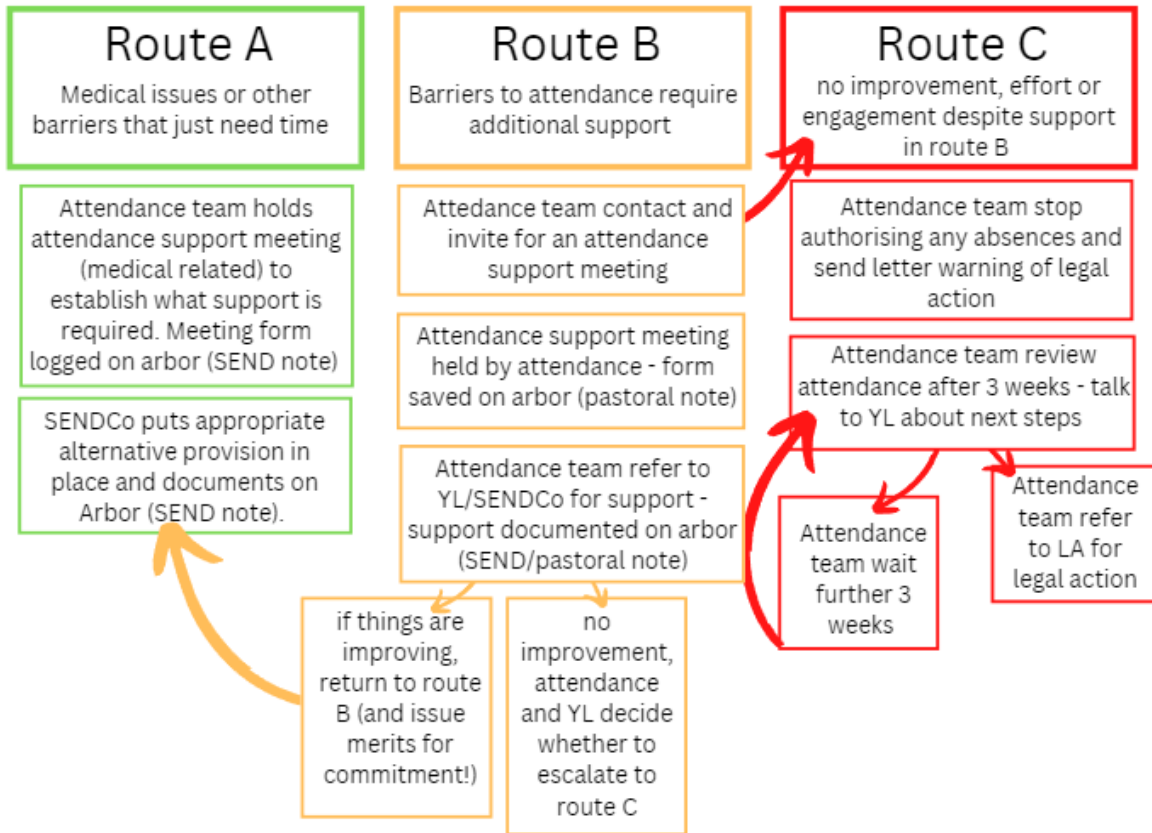 Route A
Medical issues or other
barriers that just need time
Attendance team holds
attendance support meeting
(medical related) to
establish what support is
required. Meeting form
logged on arbor (SEND note)
SENDCo puts appropriate
alternative provision in
place and documents on
Arbor (SEND note).
Route B
Barriers to attendance require
additional support
Attedance team contact and
invite for an attendance
support meeting
Attendance support meeting
held by attendance - form
saved on arbor (pastoral note)
Attendance team refer to
YL/SENDCo for support -
support documented on arbor
(SEND/pastoral note)
if things are
improving,
return to route
B (and issue
merits for
commitment!)
no
improvement,
attendance
and YL decide
whether to
escalate to
route C
Route C
no improvement, effort or
engagement despite support
in route B
Attendance team stop
authorising any absences and
send letter warning of legal
action
Attendance team review
attendance after 3 weeks - talk
to YL about next steps
Attendance
team wait
further 3
weeks
Attendance
team refer
to LA for
legal action